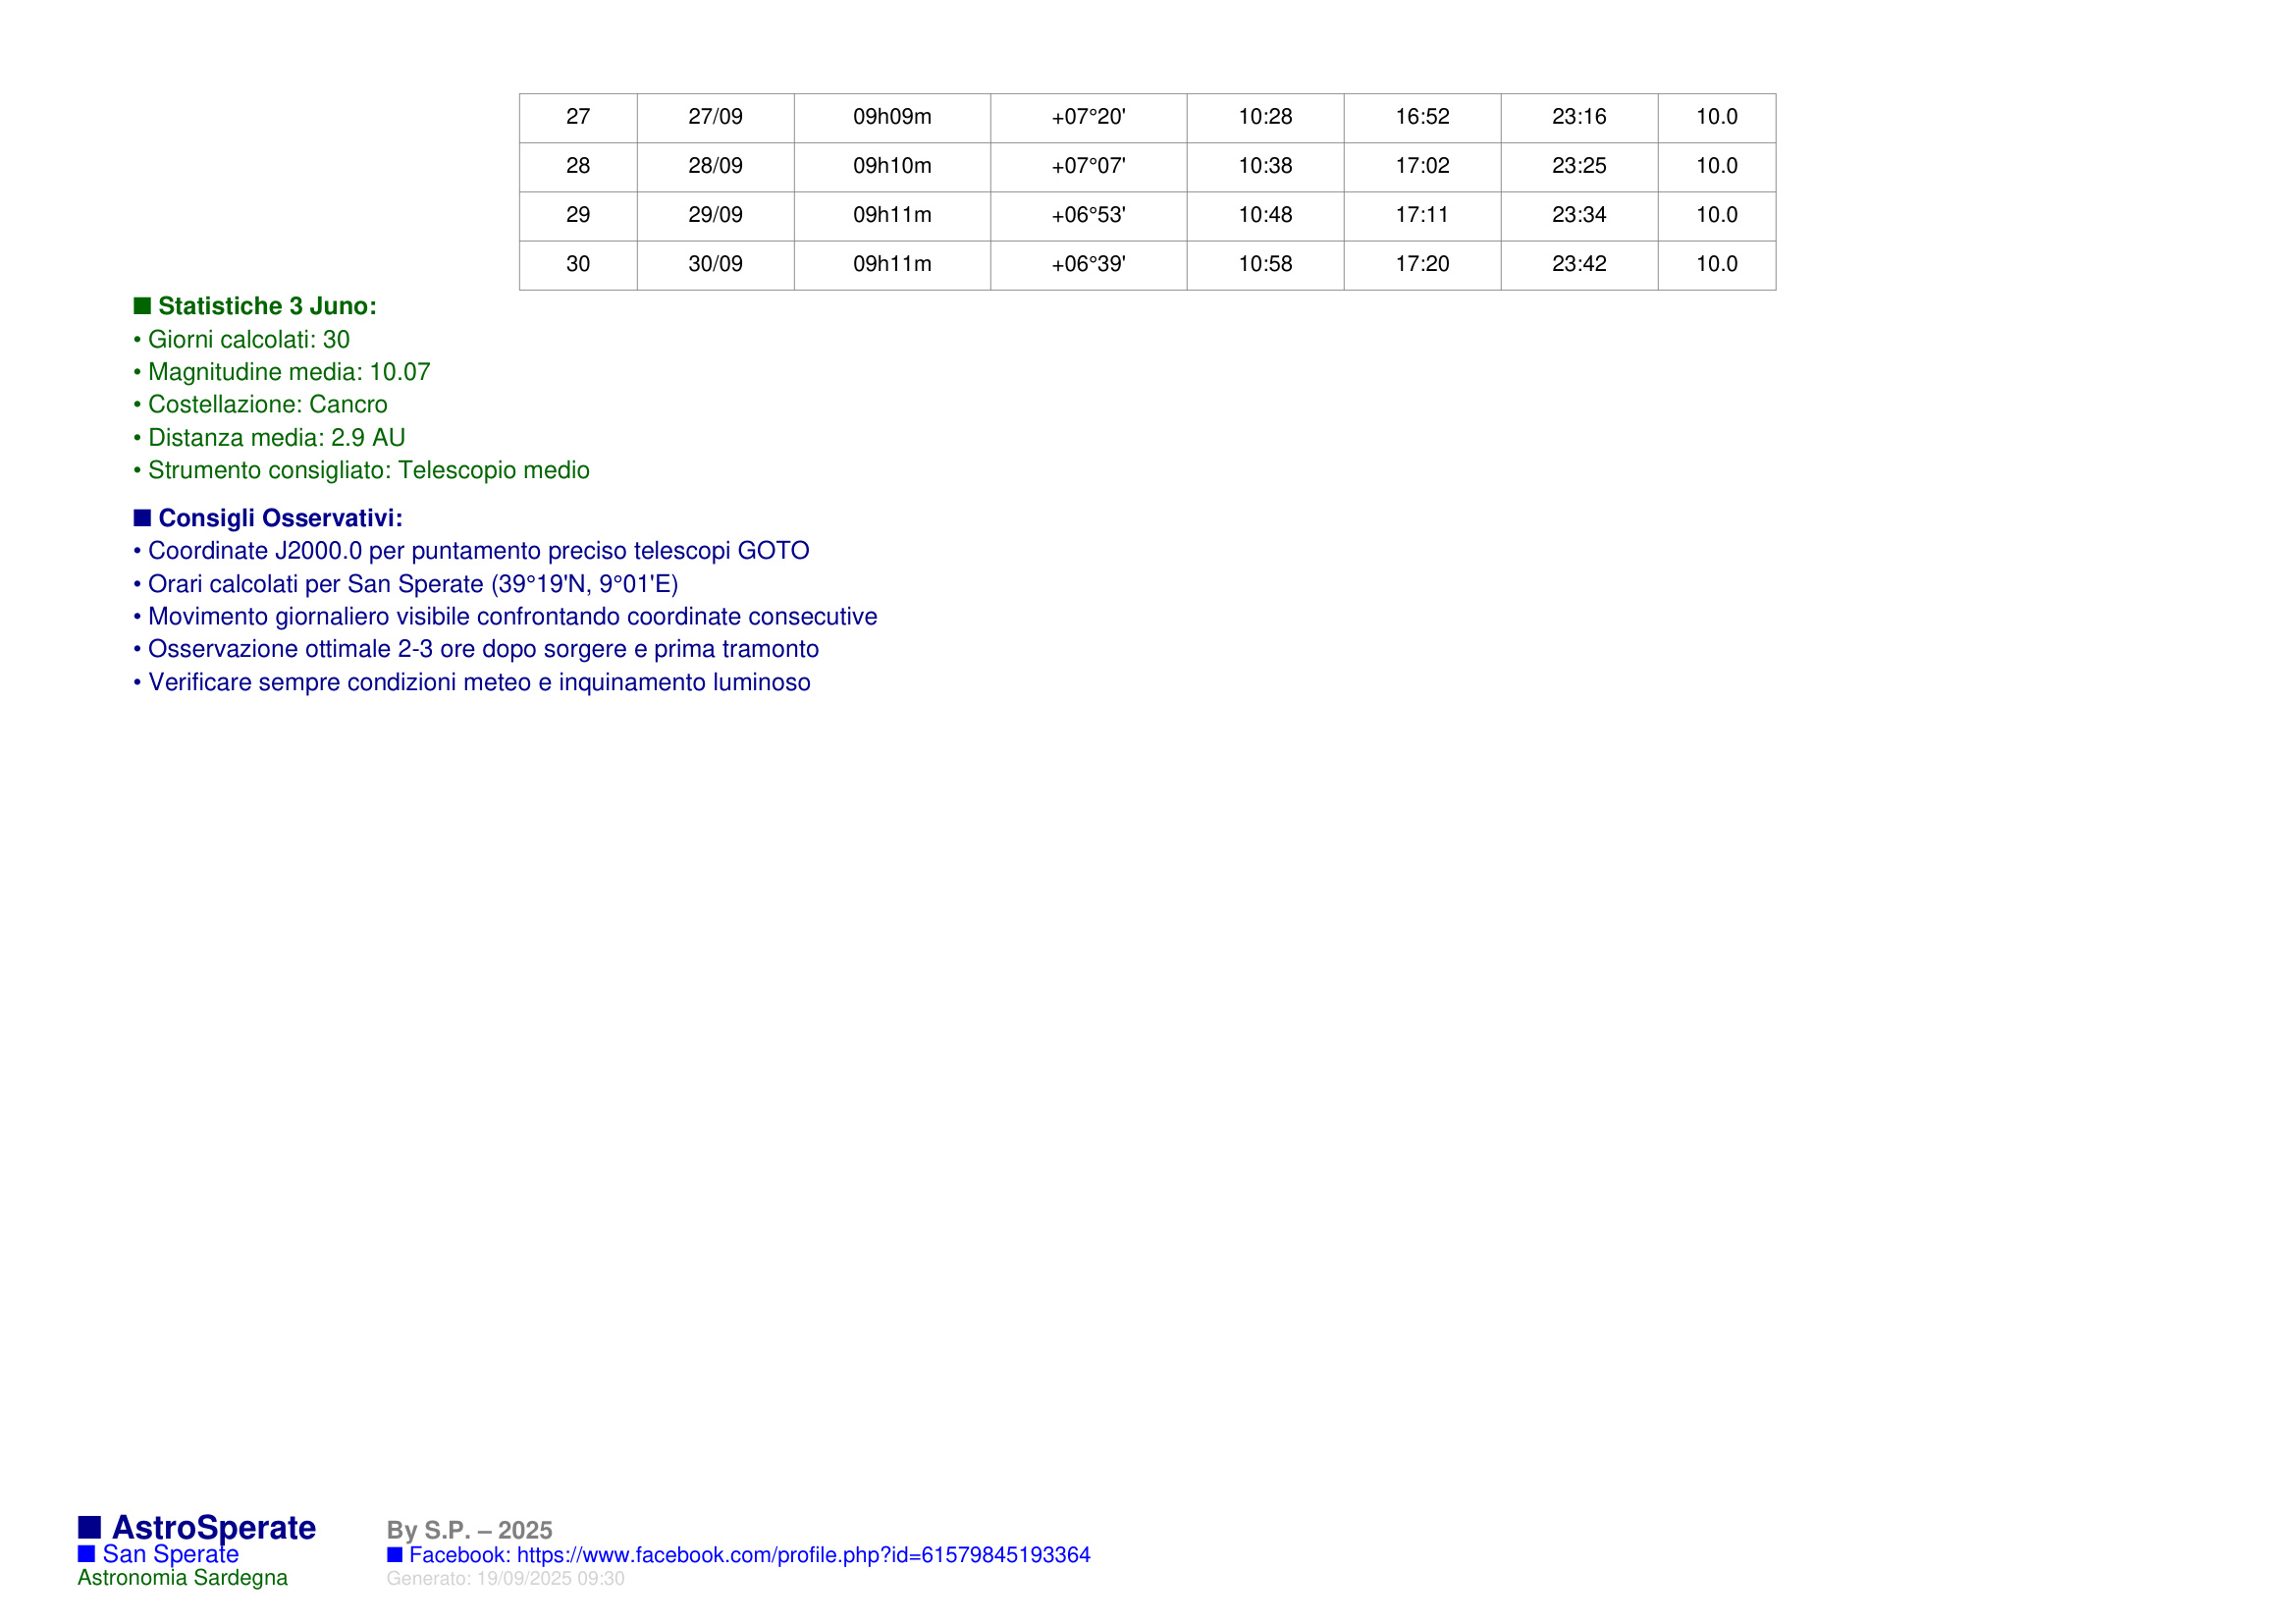 27 27/09 09h09m +07°20' 10:28 16:52 23:16 10.0
28 28/09 09h10m +07°07' 10:38 17:02 23:25 10.0
29 29/09 09h11m +06°53' 10:48 17:11 23:34 10.0
30 30/09 09h11m +06°39' 10:58 17:20 23:42 10.0
■ Statistiche 3 Juno:
• Giorni calcolati: 30
• Magnitudine media: 10.07
• Costellazione: Cancro
• Distanza media: 2.9 AU
• Strumento consigliato: Telescopio medio
■ Consigli Osservativi:
• Coordinate J2000.0 per puntamento preciso telescopi GOTO
• Orari calcolati per San Sperate (39°19'N, 9°01'E)
• Movimento giornaliero visibile confrontando coordinate consecutive
• Osservazione ottimale 2-3 ore dopo sorgere e prima tramonto
• Verificare sempre condizioni meteo e inquinamento luminoso
■ AstroSperate
■ San Sperate
Astronomia Sardegna
By S.P. – 2025
■ Facebook: https://www.facebook.com/profile.php?id=61579845193364
Generato: 19/09/2025 09:30